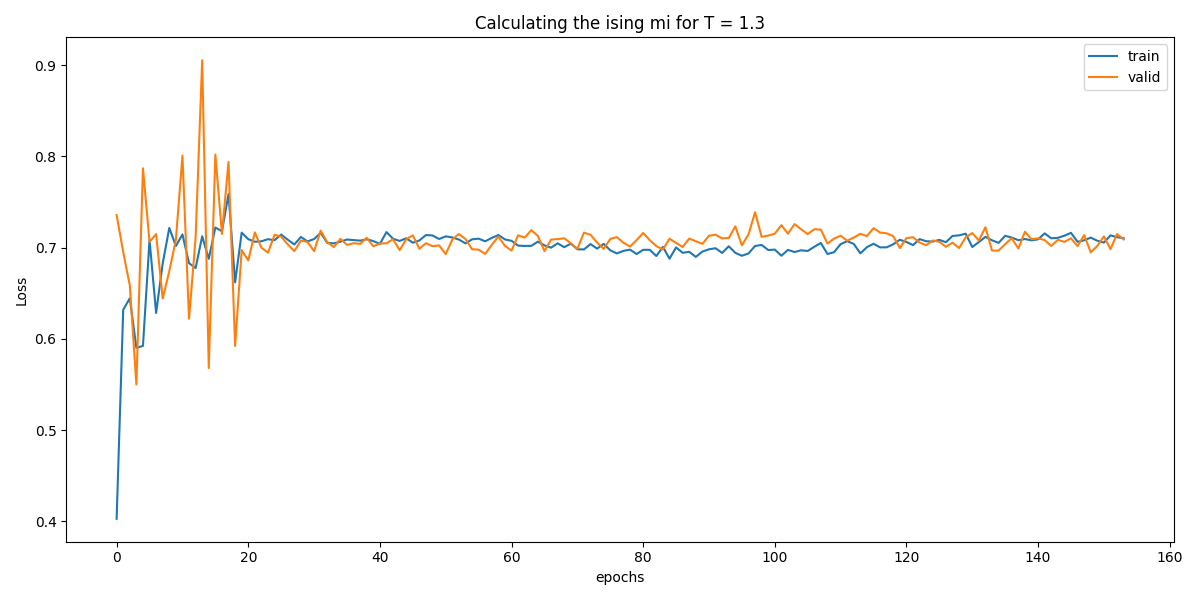 Calculating the ising mi for T = 1.3
train
valid
Loss
0.9
0.8
0.7
0.6
0.5
0.4
0 20 40 60 80 100 120 140 160
epochs